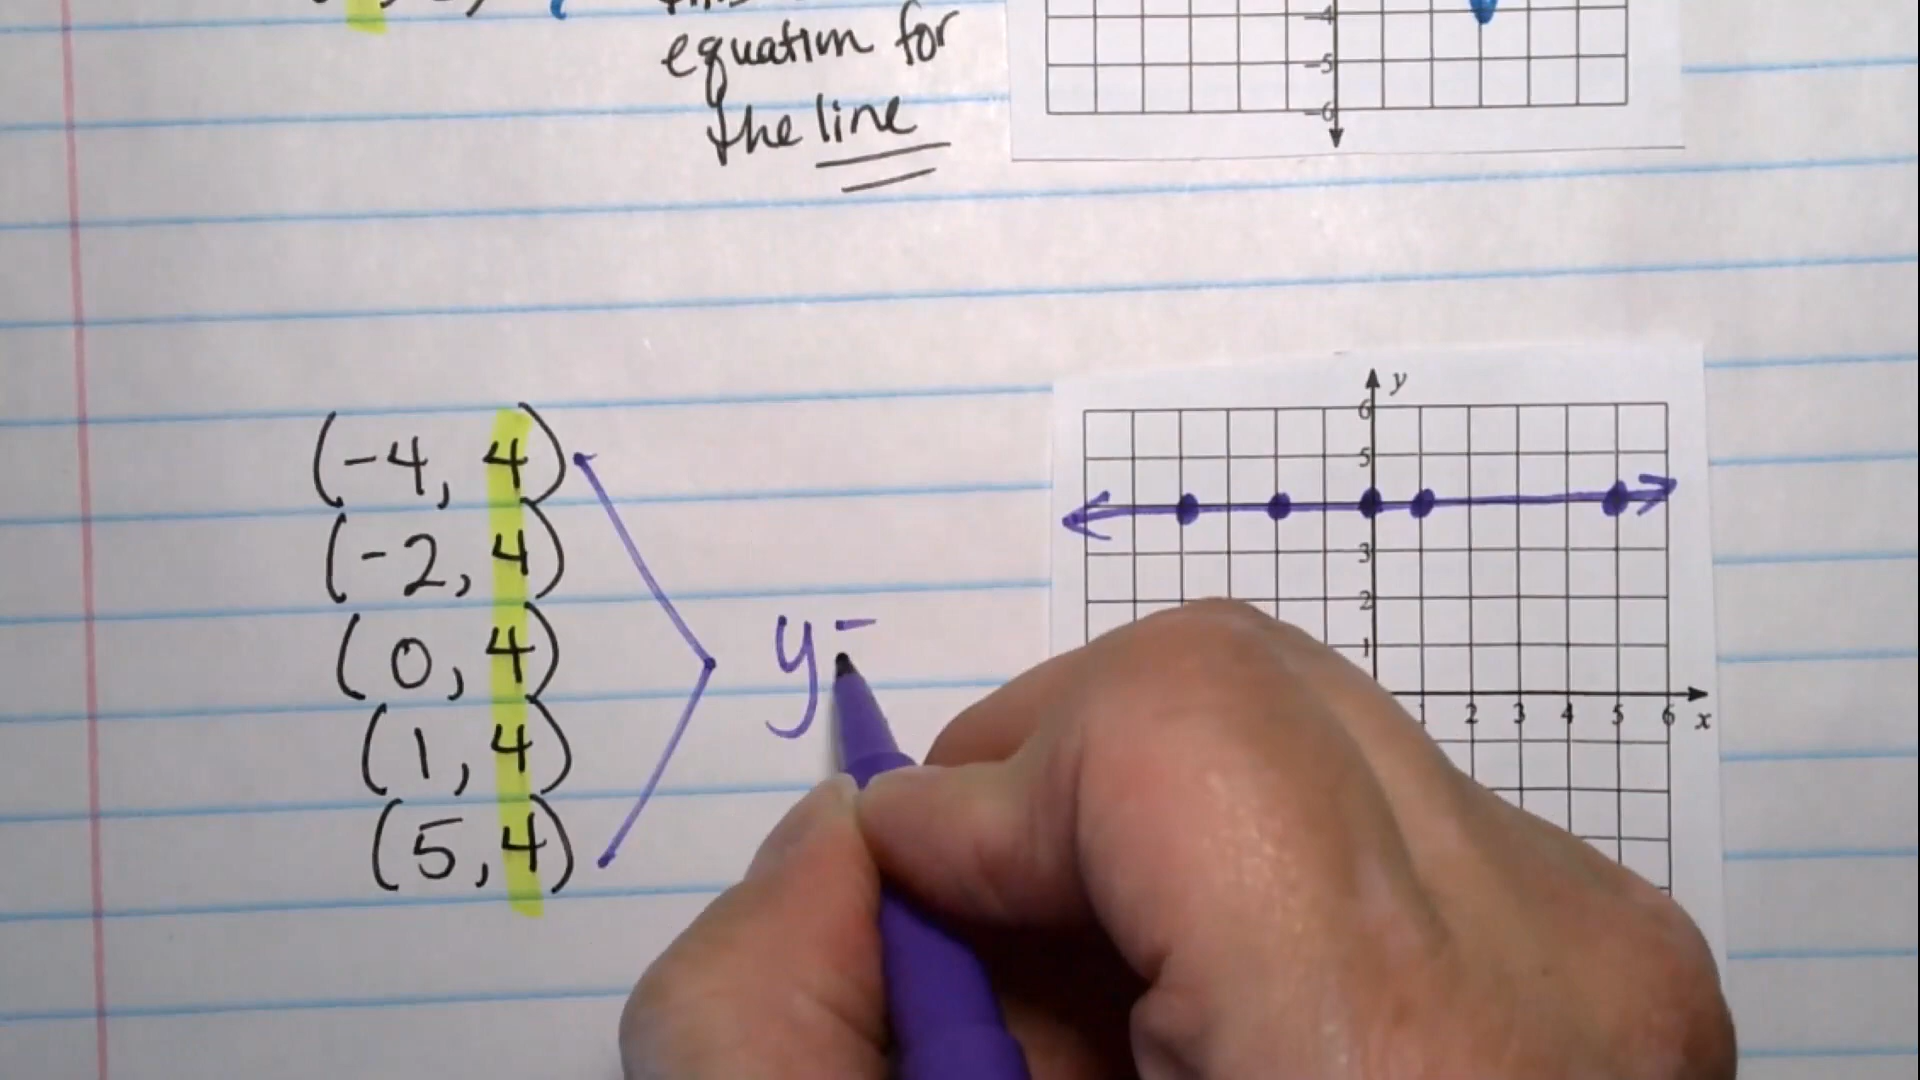 equation for
the line
-4
-5
-6
(-4, 4)
(-2, 4)
(0, 4)
(1, 4)
(5, 4)
y=
y
6
5
3
2
1
1 2 3 4 5 6 x